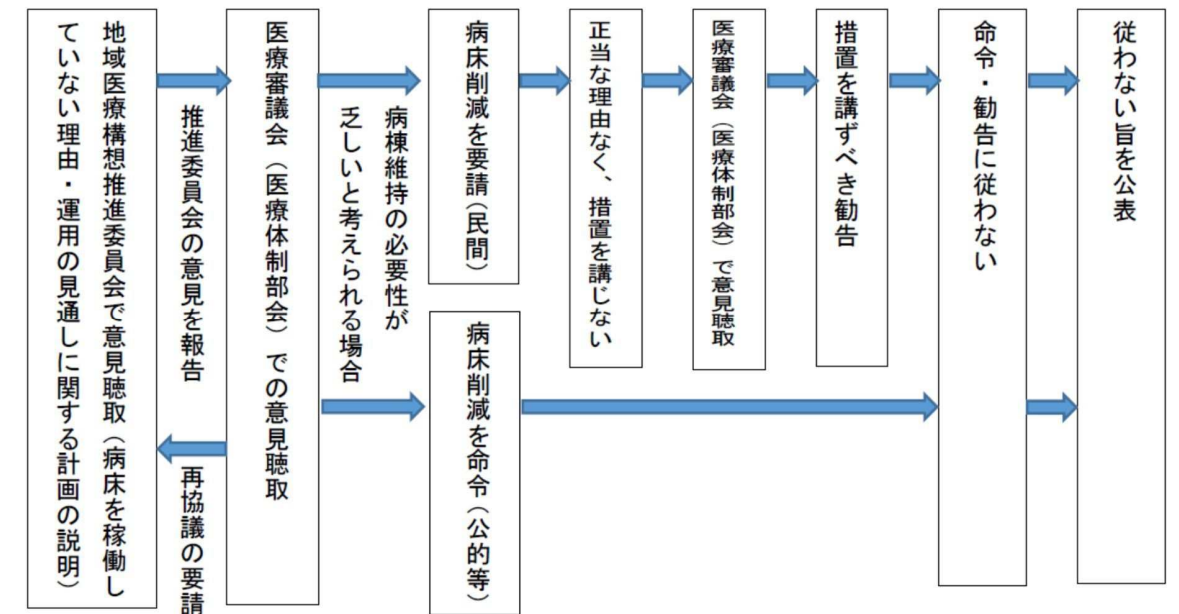 地域医療構想推進委員会で意見聴取（病床を稼働し
ていない理由・運用の見通しに関する計画の説明）
推進委員会の意見を報告
再協議の要請
医療審議会（医療体制部会）での意見聴取
病棟維持の必要性が
乏しいと考えられる場合
病床削減を要請（民間）
病床削減を命令（公的等）
正当な理由なく、措置を講じない
医療審議会（医療体制部会）で意見聴取
措置を講ずべき勧告
命令・勧告に従わない
従わない旨を公表